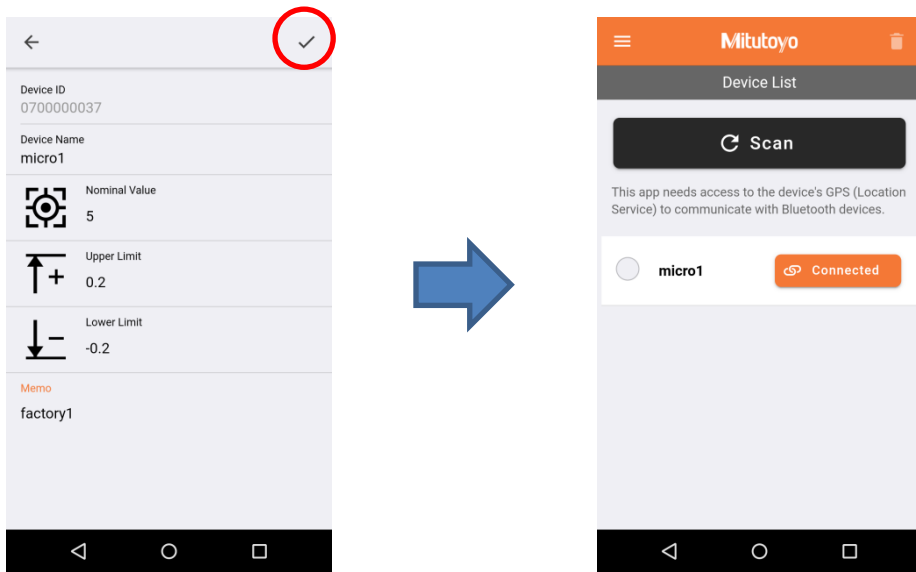 Device ID
0700000037
Device Name
micro1
Nominal Value
5
Upper Limit
0.2
Lower Limit
-0.2
Memo
factory1
Mitutoyo
Device List
Scan
This app needs access to the device's GPS (Location
Service) to communicate with Bluetooth devices.
micro1
Connected